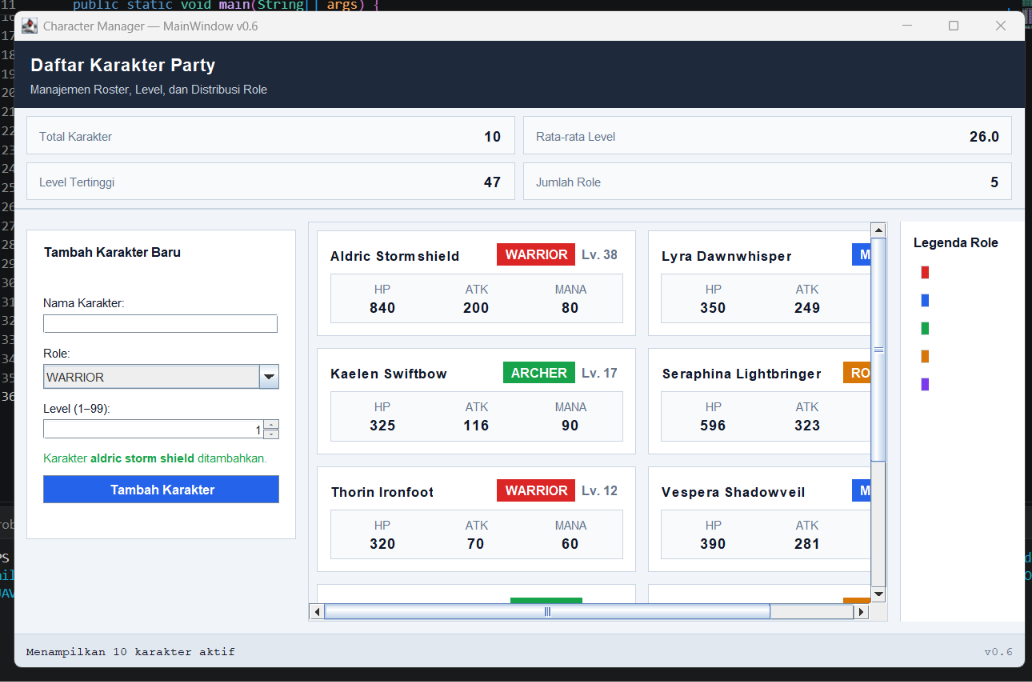 11 public static void main(String[] args) {
Character Manager — MainWindow v0.6
Daftar Karakter Party
Manajemen Roster, Level, dan Distribusi Role
Total Karakter 10
Rata-rata Level 26.0
Level Tertinggi 47
Jumlah Role 5
Tambah Karakter Baru
Nama Karakter:
Role:
WARRIOR
Level (1–99):
1
Karakter aldric storm shield ditambahkan.
Tambah Karakter
Aldric Stormshield WARRIOR Lv. 38
HP ATK MANA
840 200 80
Lyra Dawnwhisper M
HP ATK
350 249
Kaelen Swiftbow ARCHER Lv. 17
HP ATK MANA
325 116 90
Seraphina Lightbringer RO
HP ATK
596 323
Thorin Ironfoot WARRIOR Lv. 12
HP ATK MANA
320 70 60
Vespera Shadowveil M
HP ATK
390 281
Legenda Role
Menampilkan 10 karakter aktif
v0.6